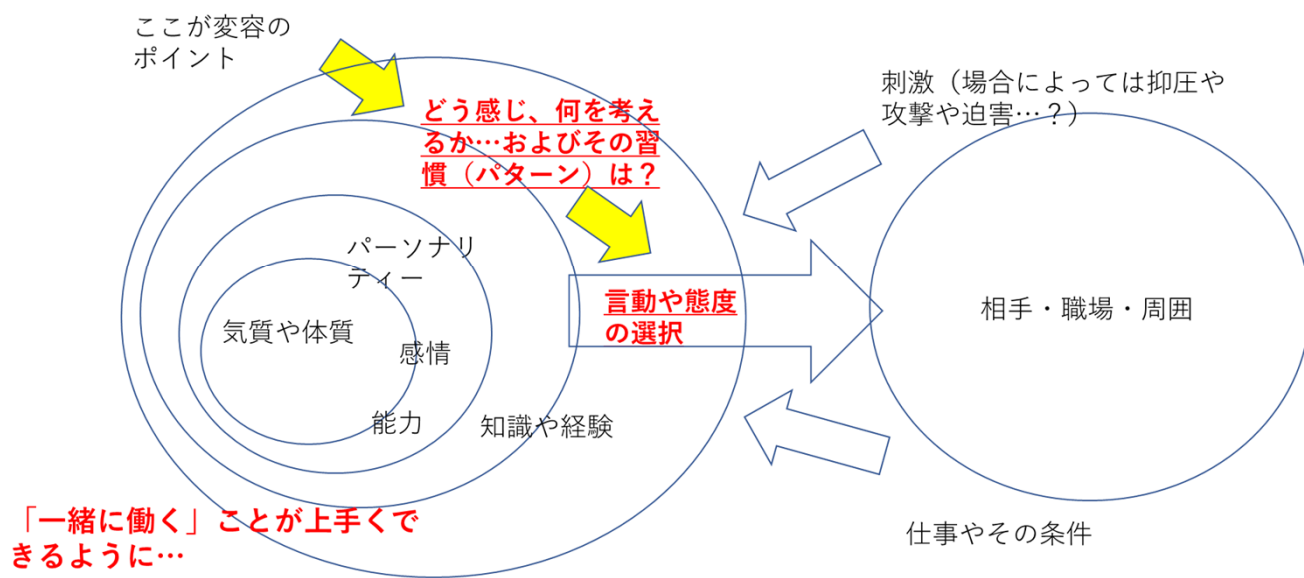 ここが変容の
ポイント
刺激（場合によっては抑圧や
攻撃や迫害…？）
どう感じ、何を考え
るか…およびその習
慣（パターン）は？
パーソナリ
ティー
気質や体質
感情
能力
知識や経験
言動や態度
の選択
相手・職場・周囲
「一緒に働く」ことが上手くで
きるように…
仕事やその条件